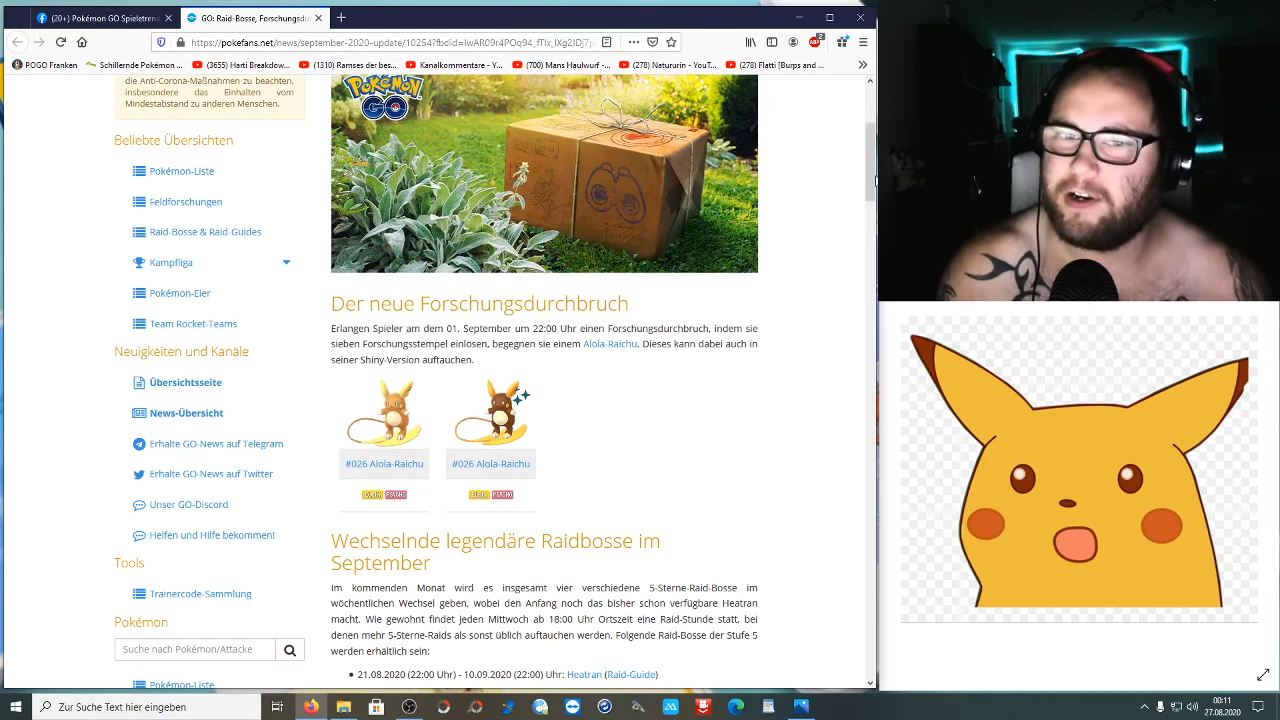 (20+) Pokémon GO Spieletrend
GO: Raid-Bosse, Forschungsdu
https://pokefans.net/news/september-2020-update/10254?fbclid=IwAR09r4POq94_fTlx_lXg2IDj7p
POGO Franken
Schillernde Pokémon ...
(3655) Harti Breakdow...
(1310) Ramses der bes...
Kanalkommentare - Y...
(700) Mans Haulwurf - ...
(278) Natururin - YouT...
(278) Flatti [Burps and ...
die Anti-Corona-Maßnahmen zu beachten,
insbesondere das Einhalten vom
Mindestabstand zu anderen Menschen.
Beliebte Übersichten
Pokémon-Liste
Feldforschungen
Raid-Bosse & Raid-Guides
Kampfliga
Pokémon-Eier
Team Rocket-Teams
Neuigkeiten und Kanäle
Übersichtsseite
News-Übersicht
Erhalte GO-News auf Telegram
Erhalte GO-News auf Twitter
Unser GO-Discord
Helfen und Hilfe bekommen!
Tools
Trainercode-Sammlung
Pokémon
Suche nach Pokémon/Attacke
Pokémon-Liste
POKÉMON
GO
Der neue Forschungsdurchbruch
Erlangen Spieler am dem 01. September um 22:00 Uhr einen Forschungsdurchbruch, indem sie
sieben Forschungsstempel einlösen, begegnen sie einem Alola-Raichu. Dieses kann dabei auch in
seiner Shiny-Version auftauchen.
#026 Alola-Raichu
#026 Alola-Raichu
PSYCHO
PSYCHO
Wechselnde legendäre Raidbosse im
September
Im kommenden Monat wird es insgesamt vier verschiedene 5-Sterne-Raid-Bosse im
wöchentlichen Wechsel geben, wobei den Anfang noch das bisher schon verfügbare Heatran
macht. Wie gewohnt findet jeden Mittwoch ab 18:00 Uhr Ortszeit eine Raid-Stunde statt, bei
denen mehr 5-Sterne-Raids als sonst üblich auftauchen werden. Folgende Raid-Bosse der Stufe 5
werden erhältlich sein:
• 21.08.2020 (22:00 Uhr) - 10.09.2020 (22:00) Uhr: Heatran (Raid-Guide)
Zur Suche Text hier eingeben
00:11
27.08.2020